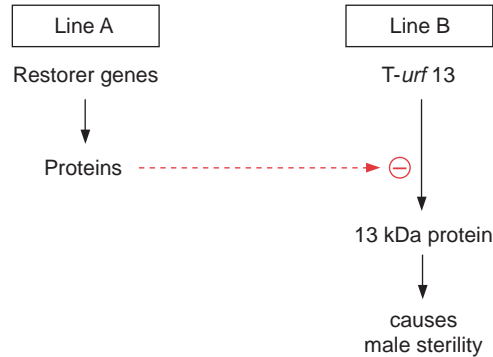 Line A
Line B
Restorer genes
T-urf 13
Proteins
13 kDa protein
causes
male sterility